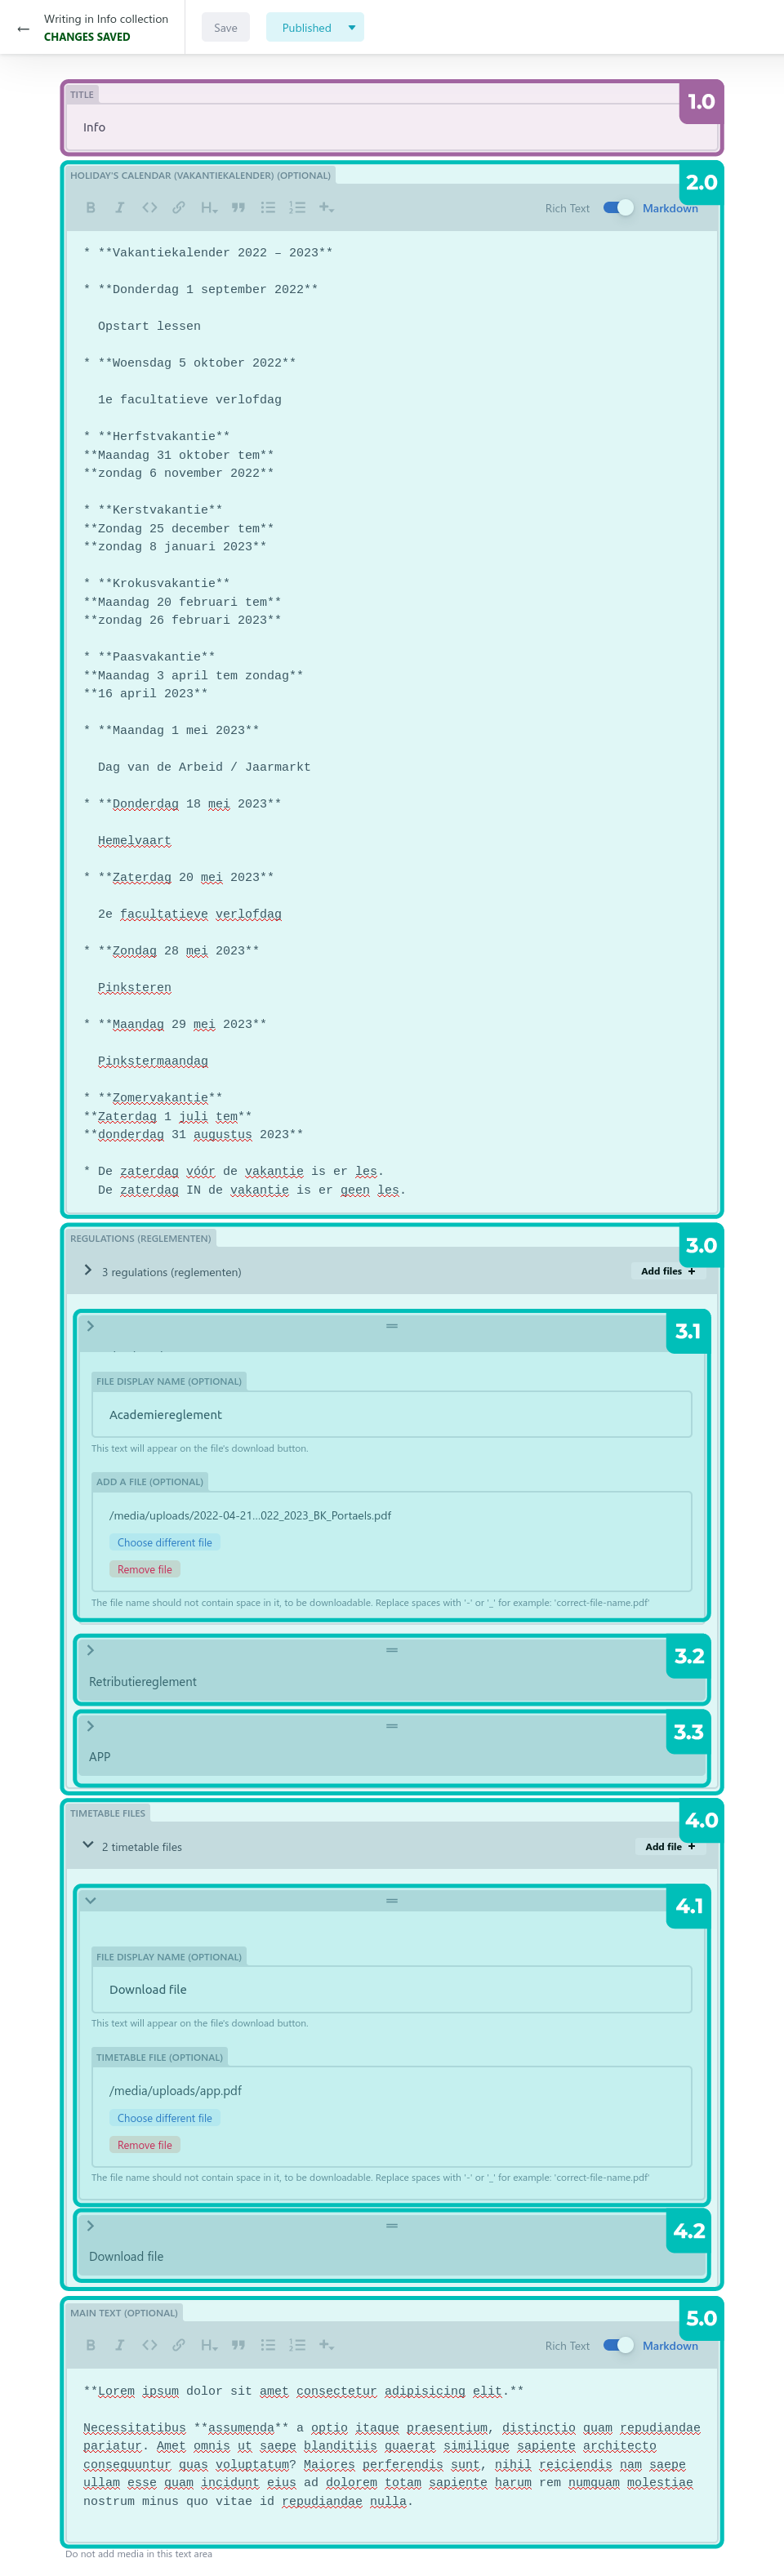 ← Writing in Info collection
CHANGES SAVED
Save
Published
TITLE
1.0
Info
HOLIDAY'S CALENDAR (VAKANTIEKALENDER) (OPTIONAL)
2.0
Rich Text Markdown
* **Vakantiekalender 2022 – 2023**
* **Donderdag 1 september 2022**
Opstart lessen
* **Woensdag 5 oktober 2022**
1e facultatieve verlofdag
* **Herfstvakantie**
**Maandag 31 oktober tem**
**zondag 6 november 2022**
* **Kerstvakantie**
**Zondag 25 december tem**
**zondag 8 januari 2023**
* **Krokusvakantie**
**Maandag 20 februari tem**
**zondag 26 februari 2023**
* **Paasvakantie**
**Maandag 3 april tem zondag**
**16 april 2023**
* **Maandag 1 mei 2023**
Dag van de Arbeid / Jaarmarkt
* **Donderdag 18 mei 2023**
Hemelvaart
* **Zaterdag 20 mei 2023**
2e facultatieve verlofdag
* **Zondag 28 mei 2023**
Pinksteren
* **Maandag 29 mei 2023**
Pinkstermaandag
* **Zomervakantie**
**Zaterdag 1 juli tem**
**donderdag 31 augustus 2023**
* De zaterdag vóór de vakantie is er les.
De zaterdag IN de vakantie is er geen les.
REGULATIONS (REGLEMENTEN)
3.0
3 regulations (reglementen)
Add files +
3.1
FILE DISPLAY NAME (OPTIONAL)
Academiereglement
This text will appear on the file's download button.
ADD A FILE (OPTIONAL)
/media/uploads/2022-04-21...022_2023_BK_Portaels.pdf
Choose different file
Remove file
The file name should not contain space in it, to be downloadable. Replace spaces with '-' or '_' for example: 'correct-file-name.pdf'
3.2
Retributiereglement
3.3
APP
TIMETABLE FILES
4.0
2 timetable files
Add file +
4.1
FILE DISPLAY NAME (OPTIONAL)
Download file
This text will appear on the file's download button.
TIMETABLE FILE (OPTIONAL)
/media/uploads/app.pdf
Choose different file
Remove file
The file name should not contain space in it, to be downloadable. Replace spaces with '-' or '_' for example: 'correct-file-name.pdf'
4.2
Download file
MAIN TEXT (OPTIONAL)
5.0
Rich Text Markdown
**Lorem ipsum dolor sit amet consectetur adipisicing elit.**
Necessitatibus **assumenda** a optio itaque praesentium, distinctio quam repudiandae
pariatur. Amet omnis ut saepe blanditiis quaerat similique sapiente architecto
consequuntur quas voluptatum? Maiores perferendis sunt, nihil reiciendis nam saepe
ullam esse quam incidunt eius ad dolorem totam sapiente harum rem numquam molestiae
nostrum minus quo vitae id repudiandae nulla.
Do not add media in this text area